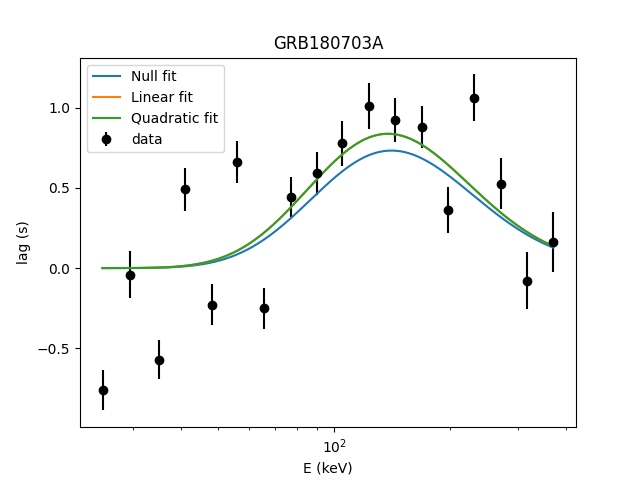 GRB180703A
Null fit
Linear fit
Quadratic fit
data
1.0
0.5
0.0
−0.5
lag (s)
10²
E (keV)